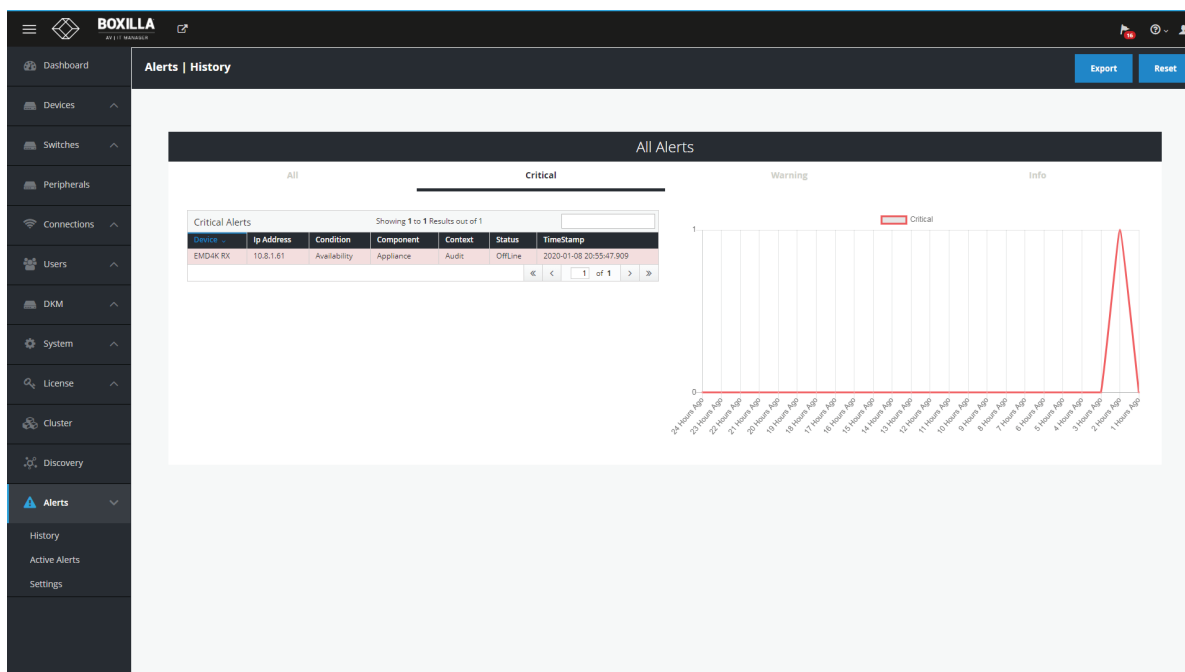 BOXILLA
AV | IT MANAGER
16
Dashboard
Alerts | History
Export
Reset
Devices
Switches
Peripherals
Connections
Users
DKM
System
License
Cluster
Discovery
Alerts
History
Active Alerts
Settings
All Alerts
All
Critical
Warning
Info
Critical Alerts
Showing 1 to 1 Results out of 1
Device Ip Address Condition Component Context Status TimeStamp
EMD4K RX 10.8.1.61 Availability Appliance Audit OffLine 2020-01-08 20:55:47.909
« < 1 of 1 > »
Critical
1
0
24 Hours Ago
23 Hours Ago
22 Hours Ago
21 Hours Ago
20 Hours Ago
19 Hours Ago
18 Hours Ago
17 Hours Ago
16 Hours Ago
15 Hours Ago
14 Hours Ago
13 Hours Ago
12 Hours Ago
11 Hours Ago
10 Hours Ago
9 Hours Ago
8 Hours Ago
7 Hours Ago
6 Hours Ago
5 Hours Ago
4 Hours Ago
3 Hours Ago
2 Hours Ago
1 Hours Ago